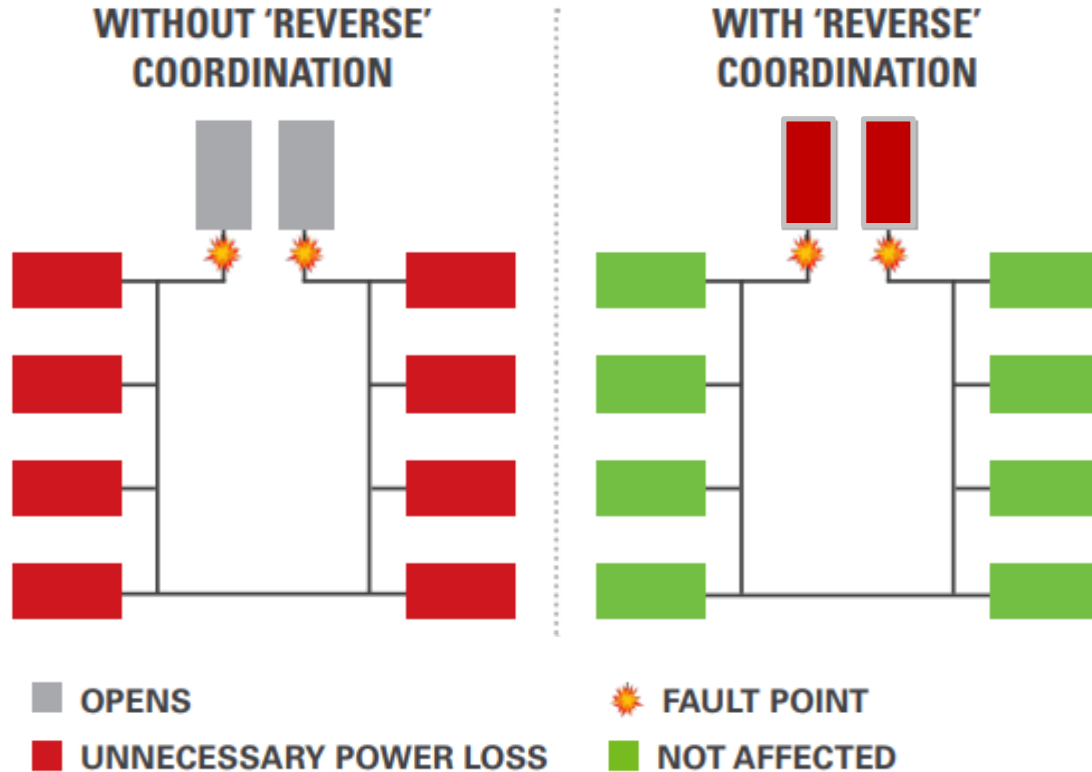 WITHOUT ‘REVERSE’
COORDINATION
WITH ‘REVERSE’
COORDINATION
OPENS
FAULT POINT
UNNECESSARY POWER LOSS
NOT AFFECTED